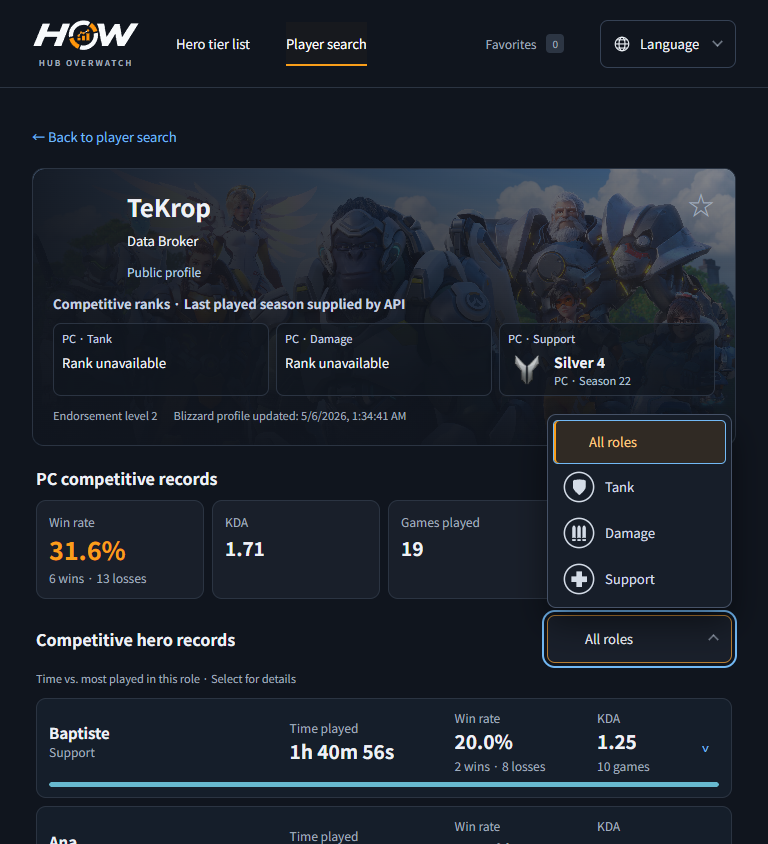 HOW
HUB OVERWATCH
Hero tier list
Player search
Favorites 0
Language
← Back to player search
TeKrop
Data Broker
Public profile
Competitive ranks · Last played season supplied by API
PC · Tank
Rank unavailable
PC · Damage
Rank unavailable
PC · Support
Silver 4
PC · Season 22
Endorsement level 2
Blizzard profile updated: 5/6/2026, 1:34:41 AM
All roles
Tank
Damage
Support
PC competitive records
Win rate
31.6%
6 wins · 13 losses
KDA
1.71
Games played
19
Competitive hero records
All roles
Time vs. most played in this role · Select for details
Baptiste
Support
Time played
1h 40m 56s
Win rate
20.0%
2 wins · 8 losses
KDA
1.25
10 games
v
Ana
Time played
Win rate
KDA